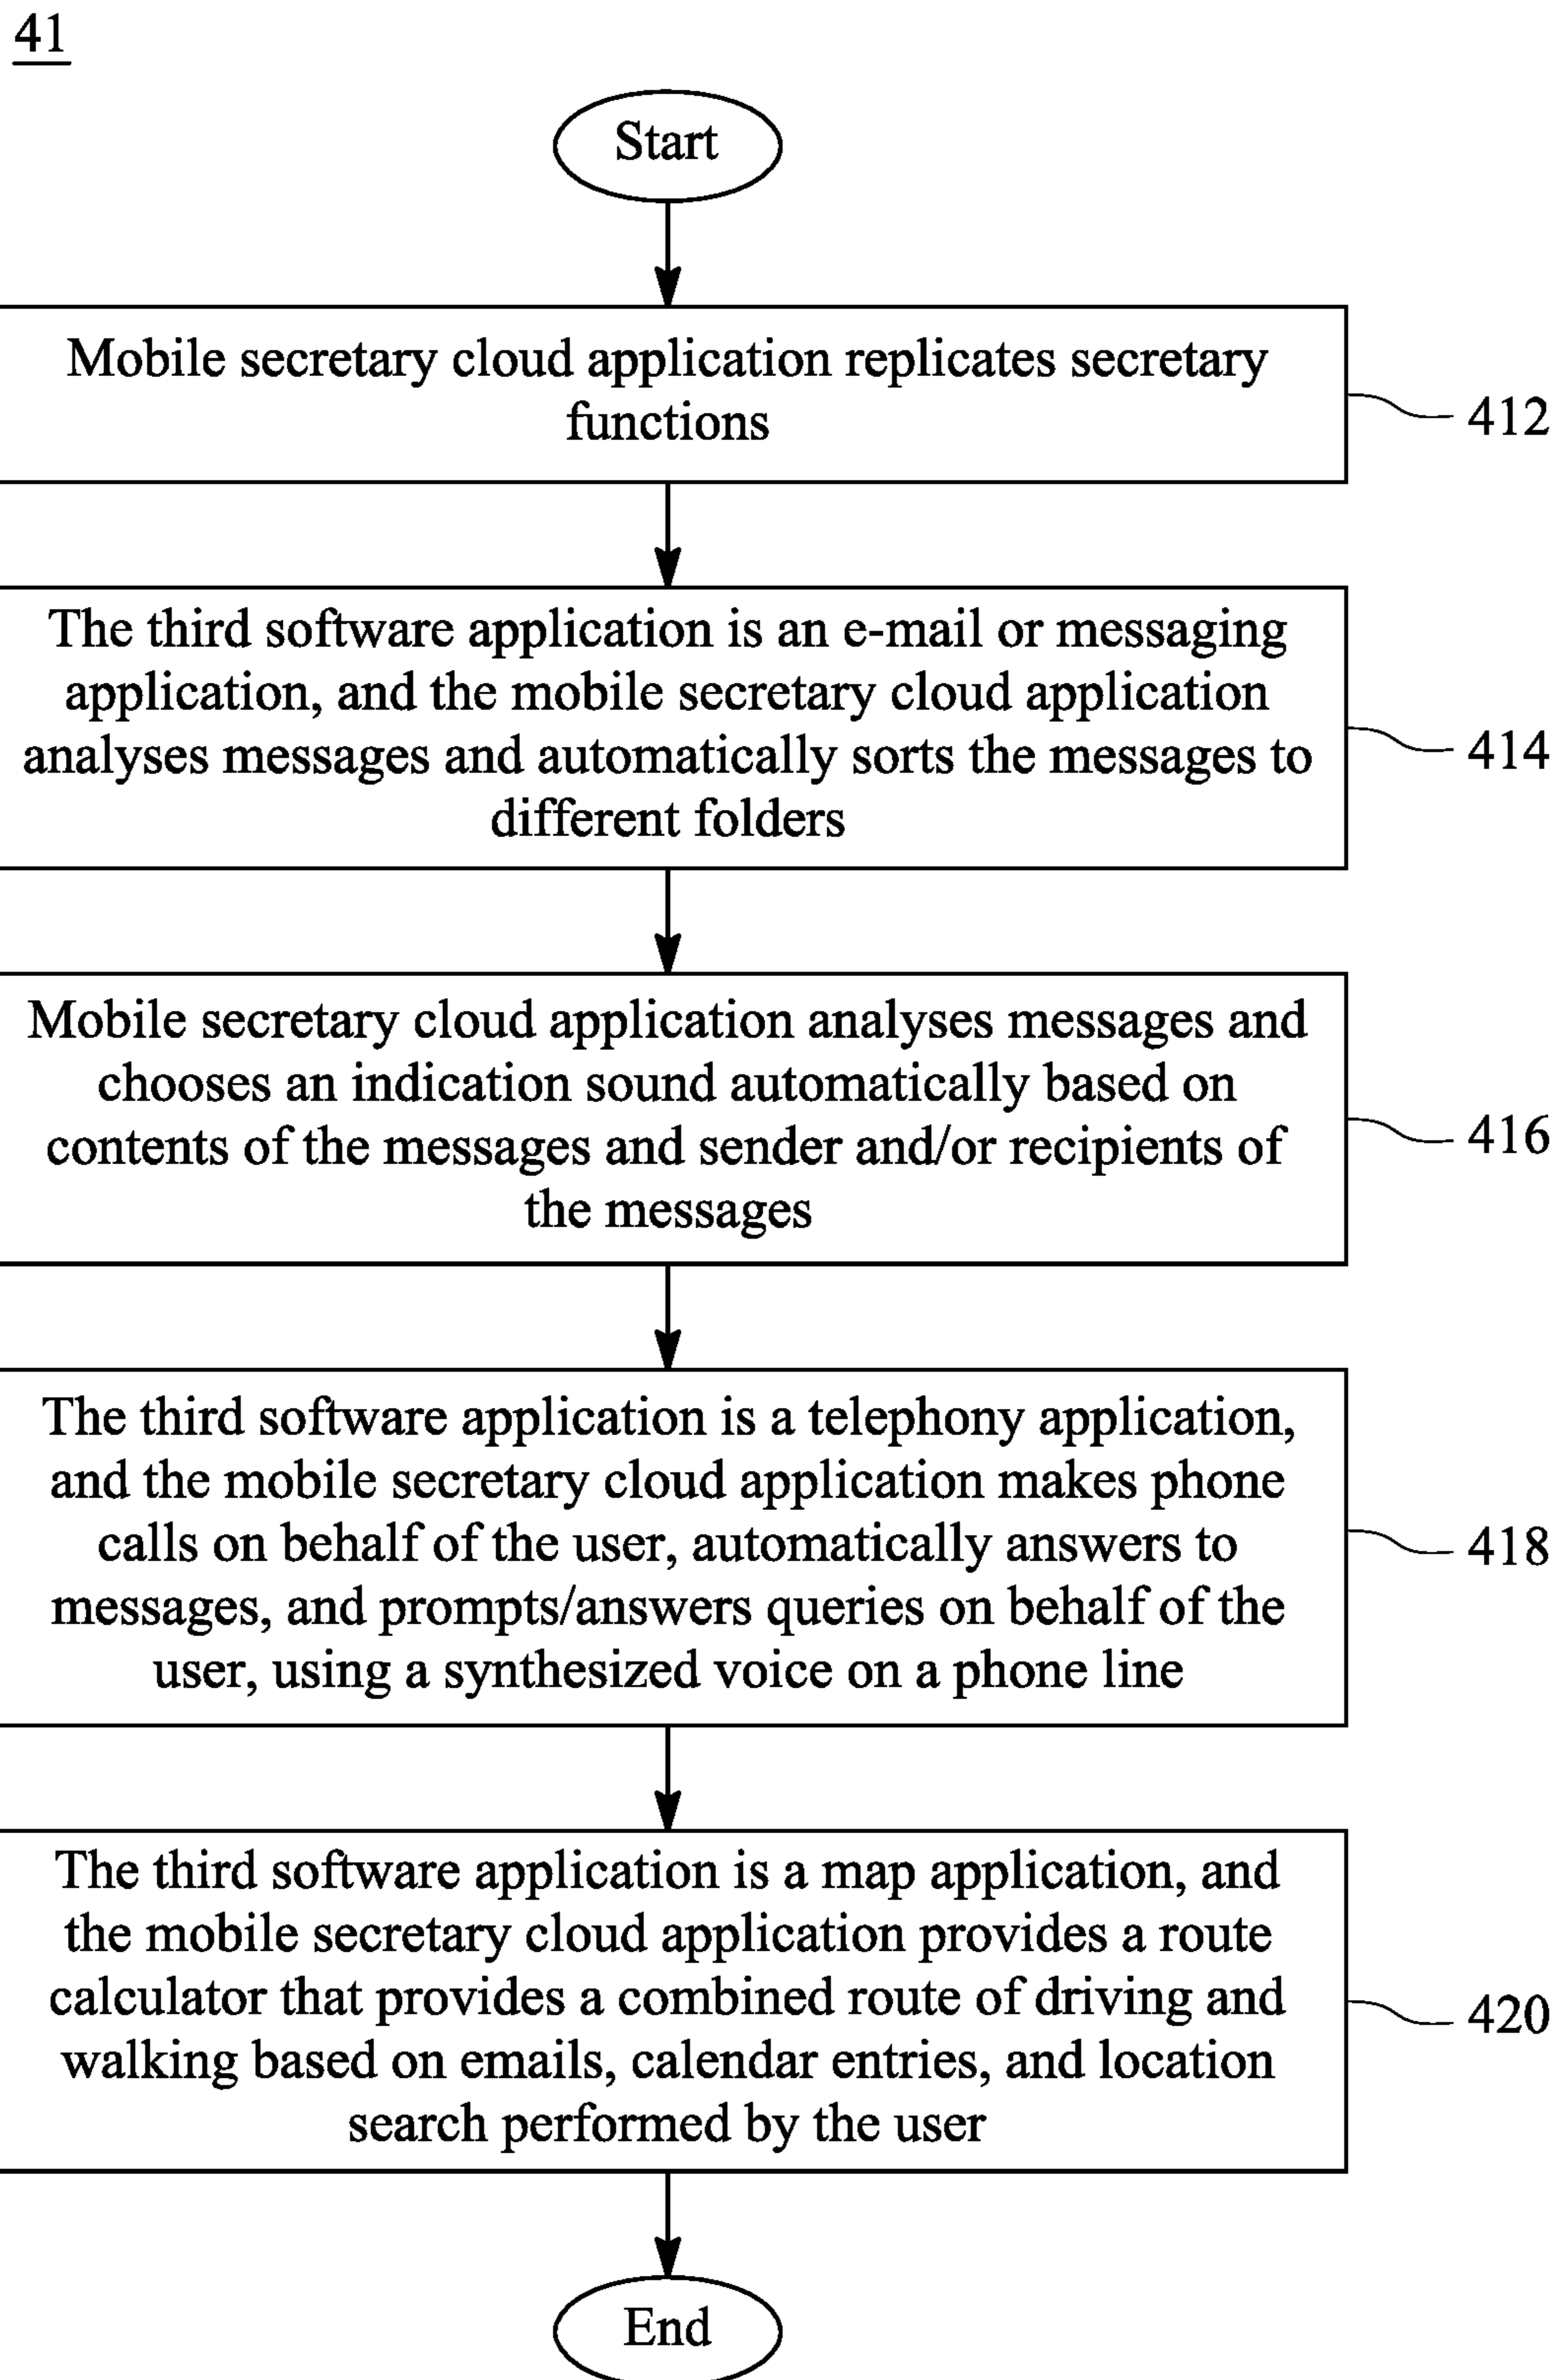 41
Start
Mobile secretary cloud application replicates secretary
functions
412
The third software application is an e-mail or messaging
application, and the mobile secretary cloud application
analyses messages and automatically sorts the messages to
different folders
414
Mobile secretary cloud application analyses messages and
chooses an indication sound automatically based on
contents of the messages and sender and/or recipients of
the messages
416
The third software application is a telephony application,
and the mobile secretary cloud application makes phone
calls on behalf of the user, automatically answers to
messages, and prompts/answers queries on behalf of the
user, using a synthesized voice on a phone line
418
The third software application is a map application, and
the mobile secretary cloud application provides a route
calculator that provides a combined route of driving and
walking based on emails, calendar entries, and location
search performed by the user
420
End